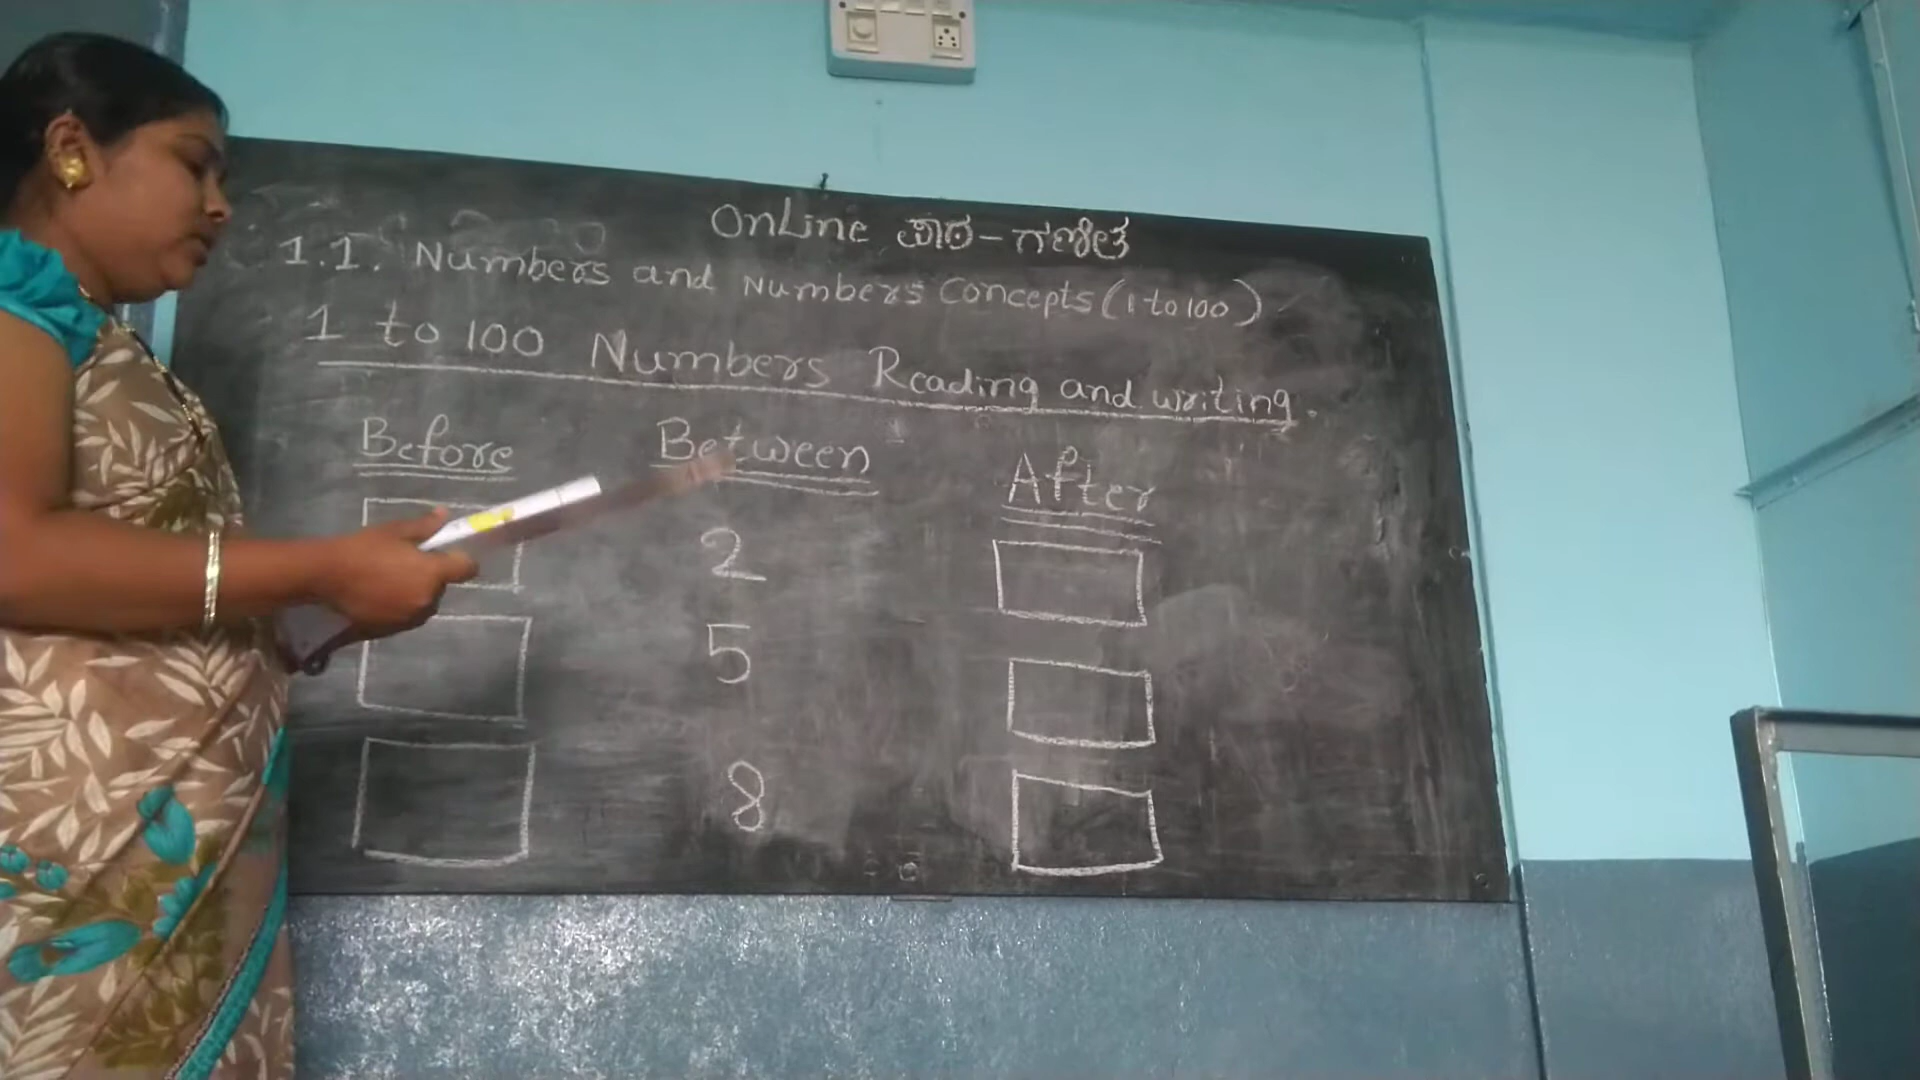 OnLine ಪಾಠ - ಗಣಿತ
1.1. Numbers and Numbers Concepts (1 to 100)
1 to 100 Numbers Reading and writing.
Before Between After
2
5
8